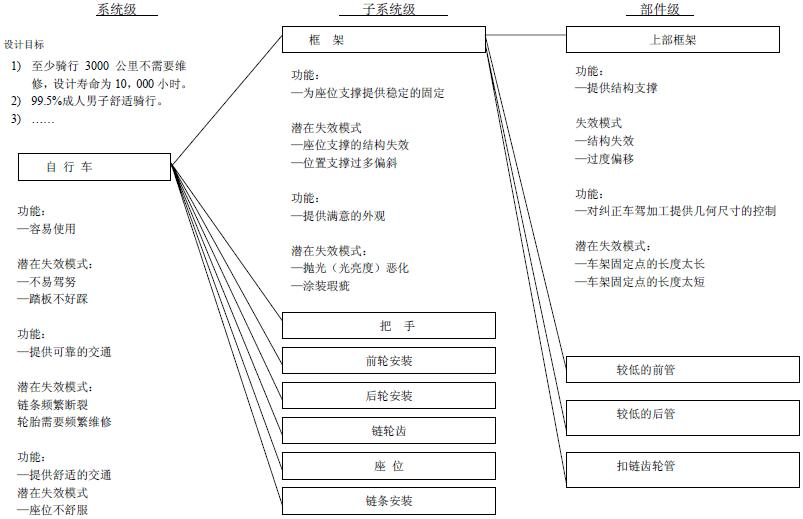 系统级
子系统级
部件级
设计目标
1) 至少骑行 3000 公里不需要维
修，设计寿命为 10，000 小时。
2) 99.5%成人男子舒适骑行。
3) ……
自 行 车
功能：
—容易使用
潜在失效模式：
—不易驾努
—踏板不好踩
功能：
—提供可靠的交通
潜在失效模式：
链条频繁断裂
轮胎需要频繁维修
功能：
—提供舒适的交通
潜在失效模式
—座位不舒服
框 架
功能：
—为座位支撑提供稳定的固定
潜在失效模式
—座位支撑的结构失效
—位置支撑过多偏斜
功能：
—提供满意的外观
潜在失效模式：
—抛光（光亮度）恶化
—涂装瑕疵
把 手
前轮安装
后轮安装
链轮齿
座 位
链条安装
上部框架
功能：
—提供结构支撑
失效模式
—结构失效
—过度偏移
功能：
—对纠正车驾加工提供几何尺寸的控制
潜在失效模式：
—车架固定点的长度太长
—车架固定点的长度太短
较低的前管
较低的后管
扣链齿轮管